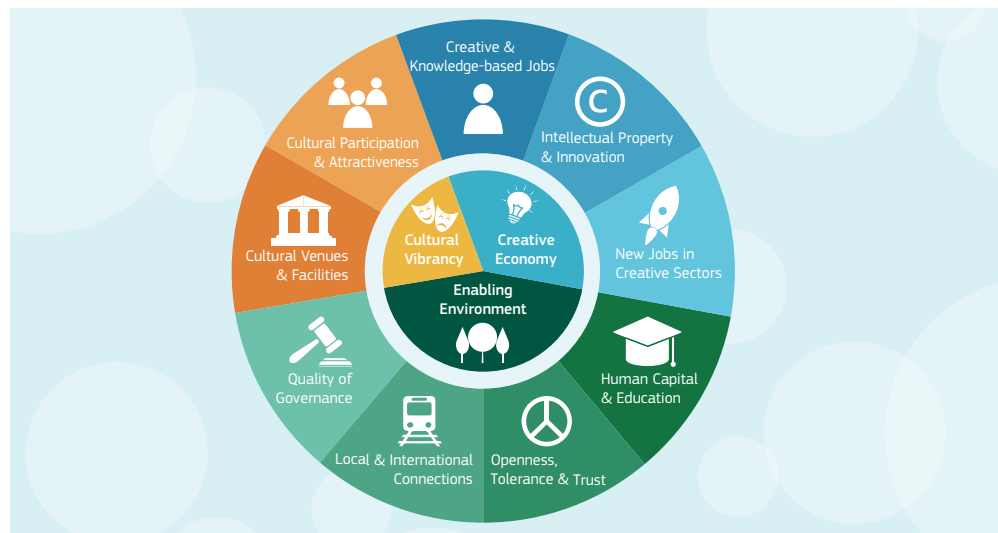 Creative &
Knowledge-based Jobs
C
Intellectual Property
& Innovation
New Jobs in
Creative Sectors
Human Capital
& Education
Openness,
Tolerance & Trust
Local & International
Connections
Quality of
Governance
Cultural Venues
& Facilities
Cultural Participation
& Attractiveness
Cultural
Vibrancy
Creative
Economy
Enabling
Environment